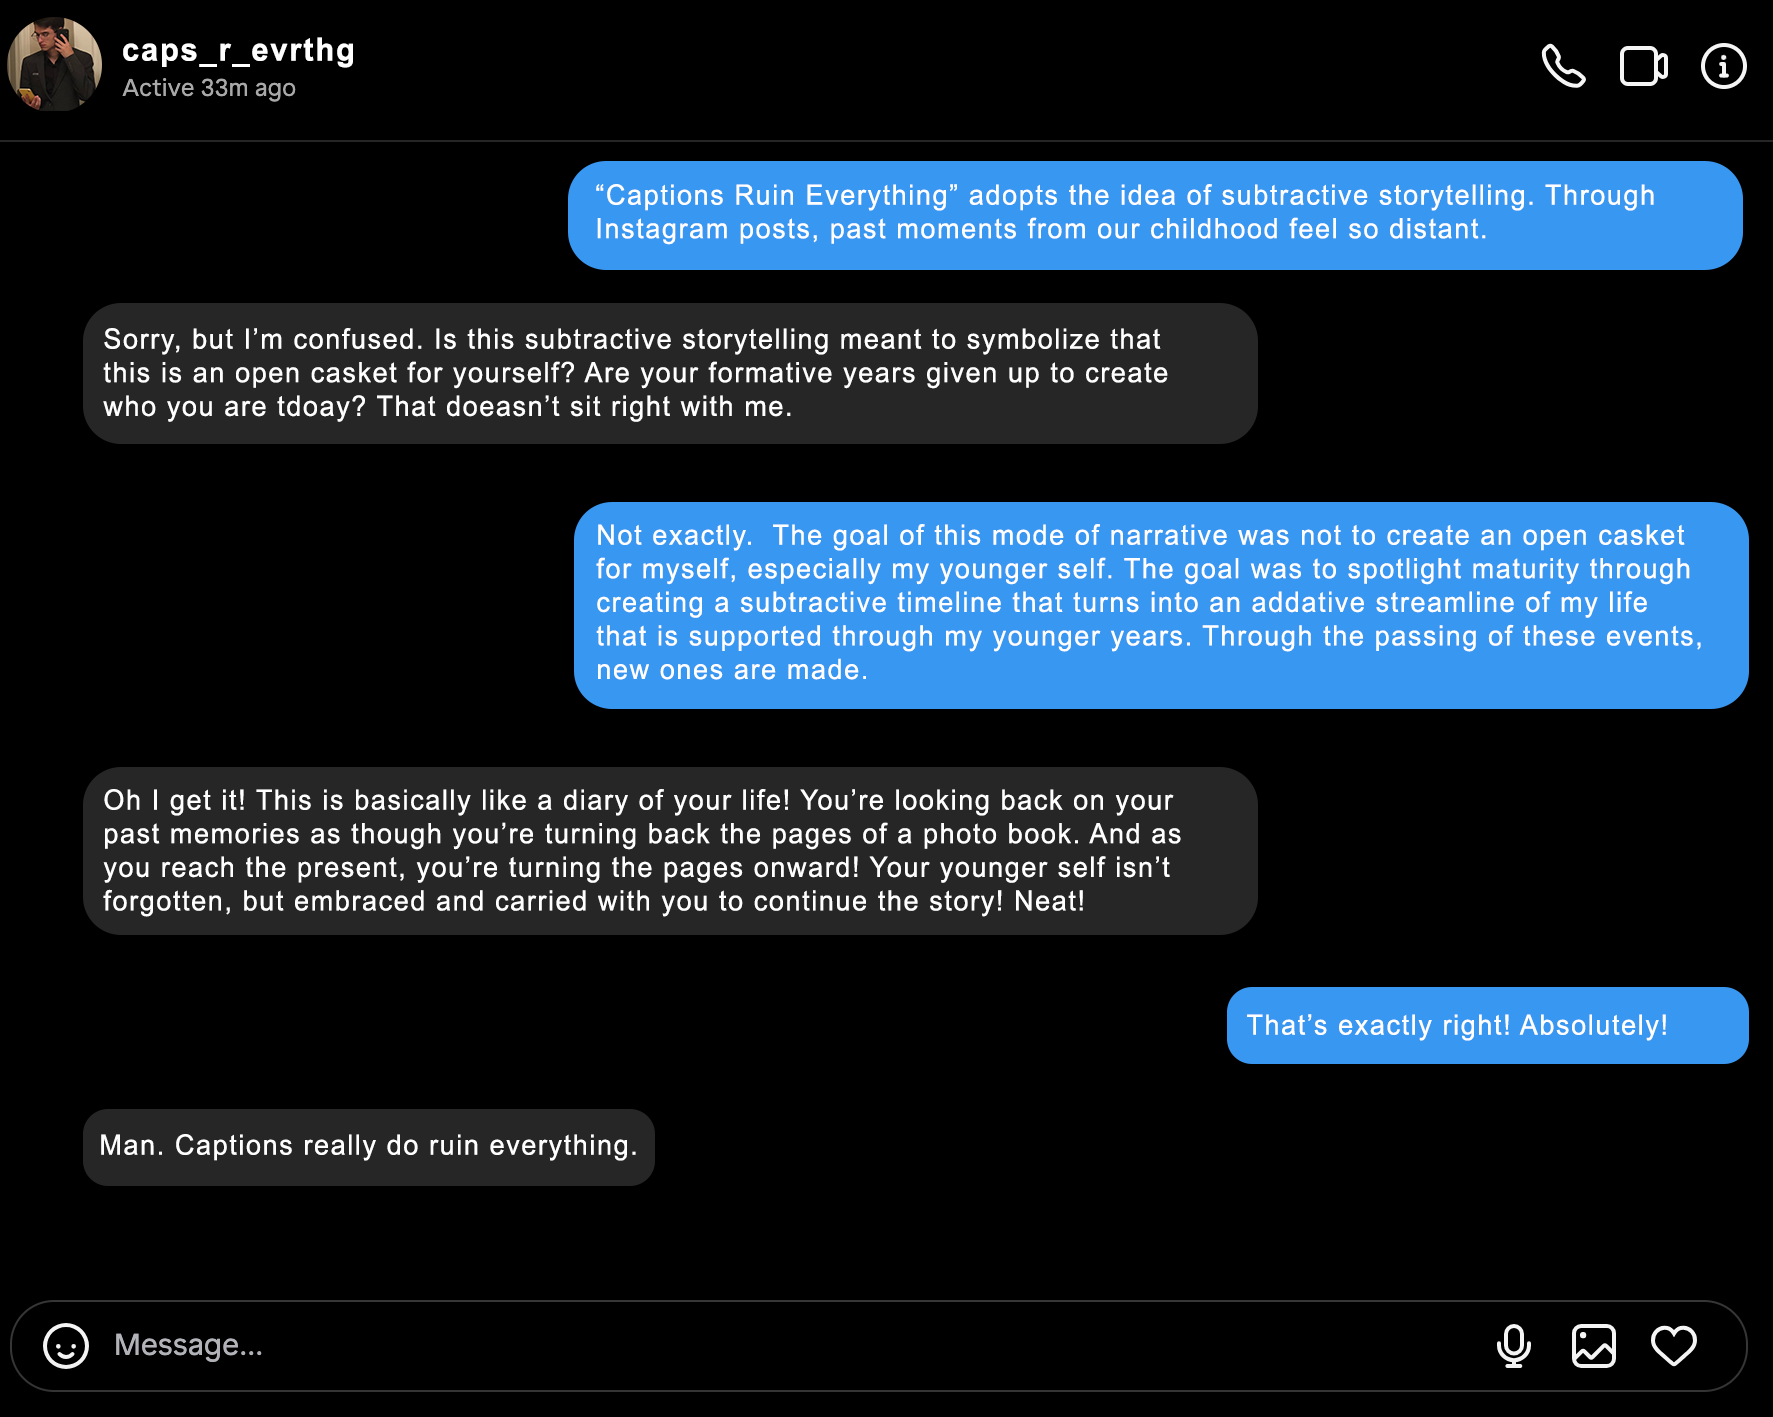 caps_r_evrthg
Active 33m ago
“Captions Ruin Everything” adopts the idea of subtractive storytelling. Through
Instagram posts, past moments from our childhood feel so distant.
Sorry, but I’m confused. Is this subtractive storytelling meant to symbolize that
this is an open casket for yourself? Are your formative years given up to create
who you are tdoay? That doeasn’t sit right with me.
Not exactly.  The goal of this mode of narrative was not to create an open casket
for myself, especially my younger self. The goal was to spotlight maturity through
creating a subtractive timeline that turns into an addative streamline of my life
that is supported through my younger years. Through the passing of these events,
new ones are made.
Oh I get it! This is basically like a diary of your life! You’re looking back on your
past memories as though you’re turning back the pages of a photo book. And as
you reach the present, you’re turning the pages onward! Your younger self isn’t
forgotten, but embraced and carried with you to continue the story! Neat!
That’s exactly right! Absolutely!
Man. Captions really do ruin everything.
Message...